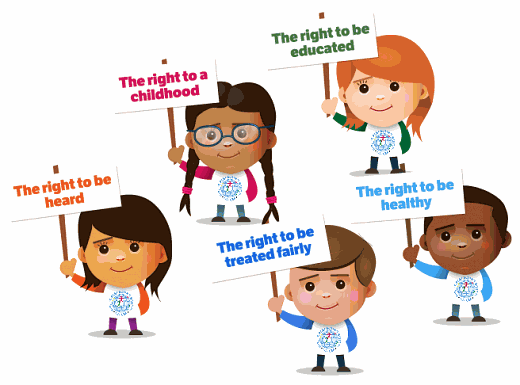 The right to be
educated
The right to a
childhood
The right to be
heard
The right to be
healthy
The right to be
treated fairly